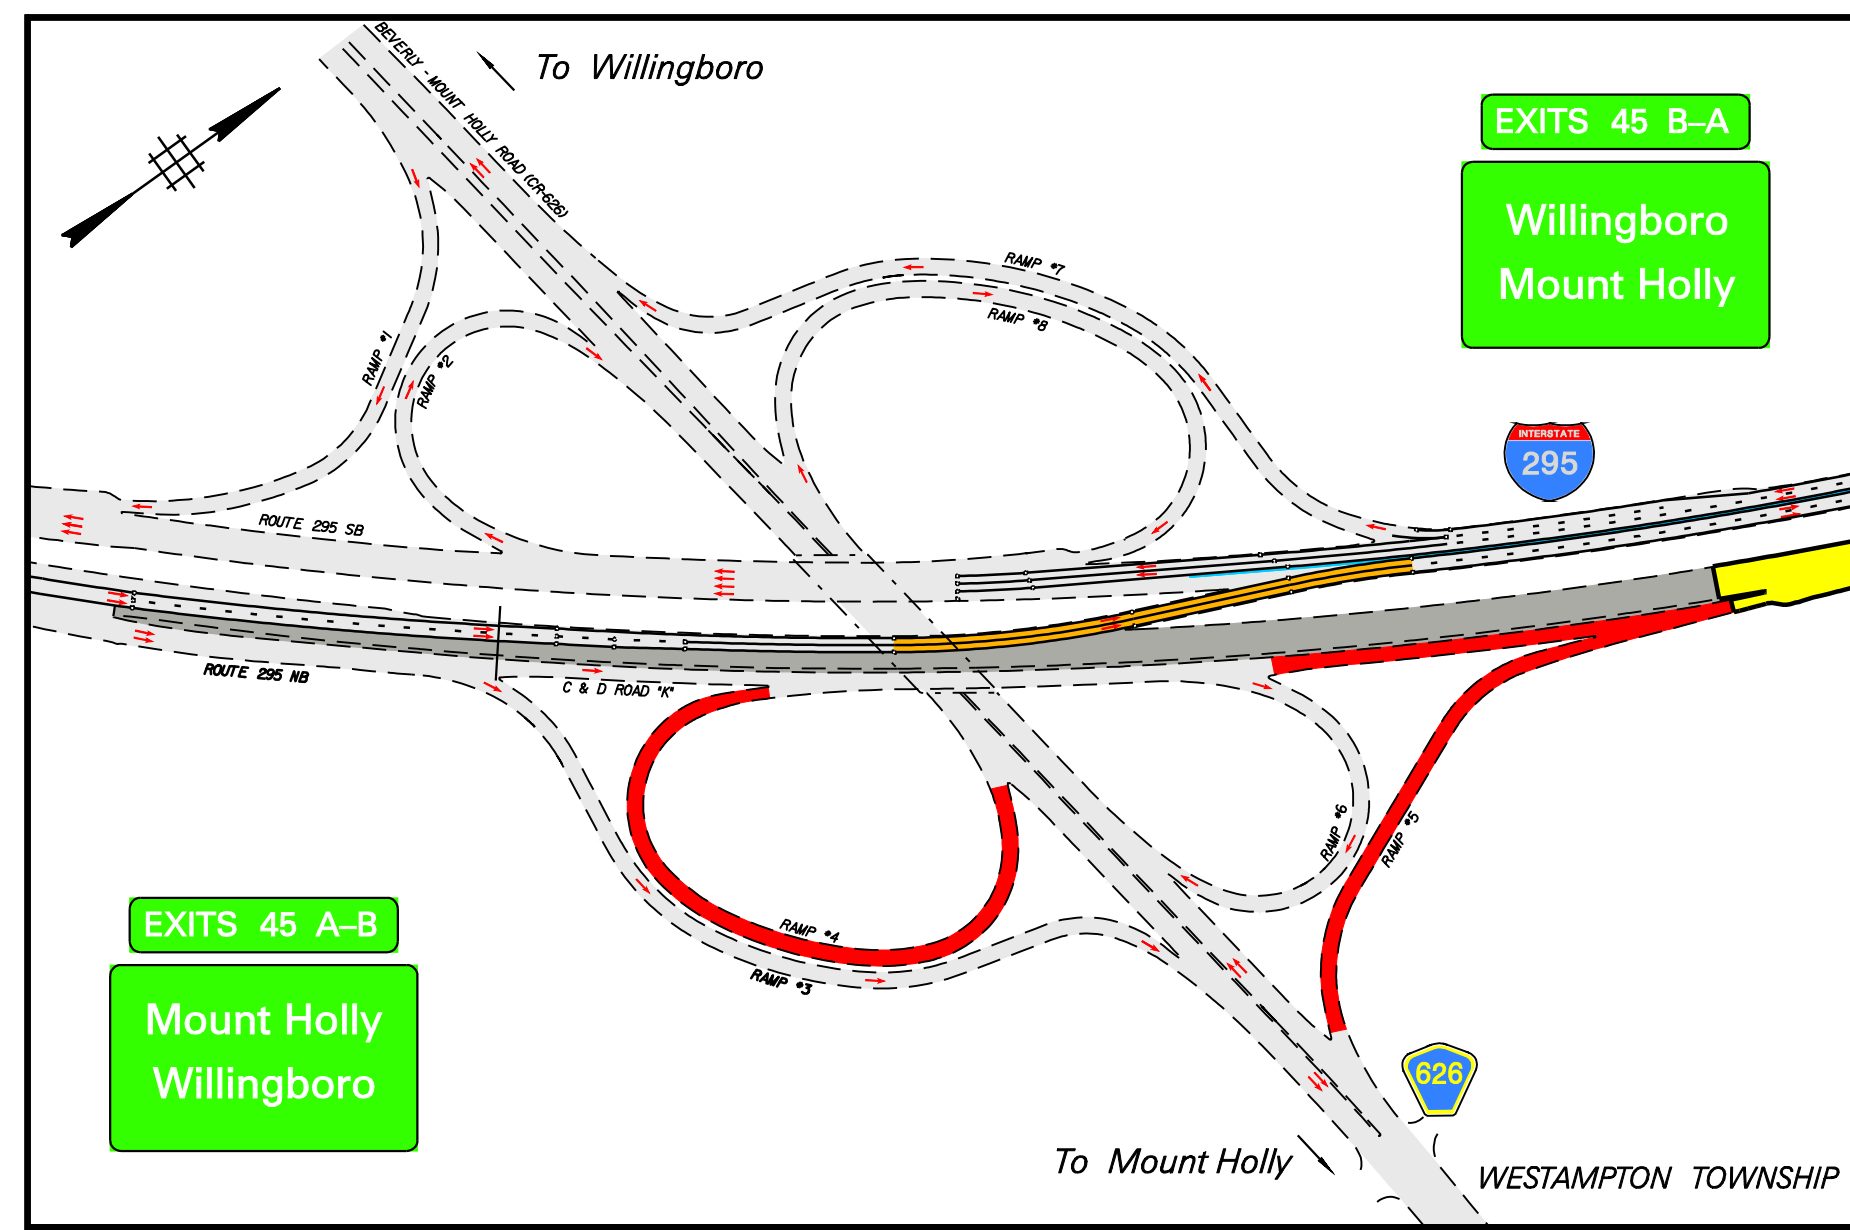 BEVERLY - MOUNT HOLLY ROAD (CR-626)
To Willingboro
EXITS 45 B–A
Willingboro
Mount Holly
RAMP #7
RAMP #8
RAMP #1
RAMP #2
INTERSTATE
295
ROUTE 295 SB
ROUTE 295 NB
C & D ROAD "K"
RAMP #6
RAMP #5
RAMP #4
RAMP #3
EXITS 45 A–B
Mount Holly
Willingboro
626
To Mount Holly
WESTAMPTON TOWNSHIP